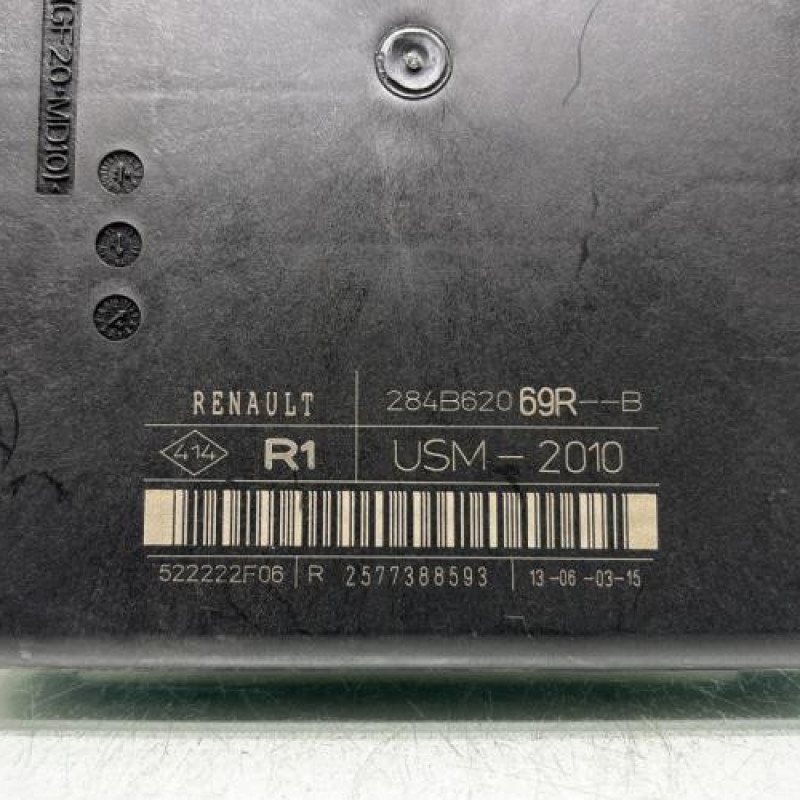 (GF20+MD10)<
RENAULT 284B62069R--B
414 R1 USM-2010
522222F06 R 2577388593 13-06-03-15